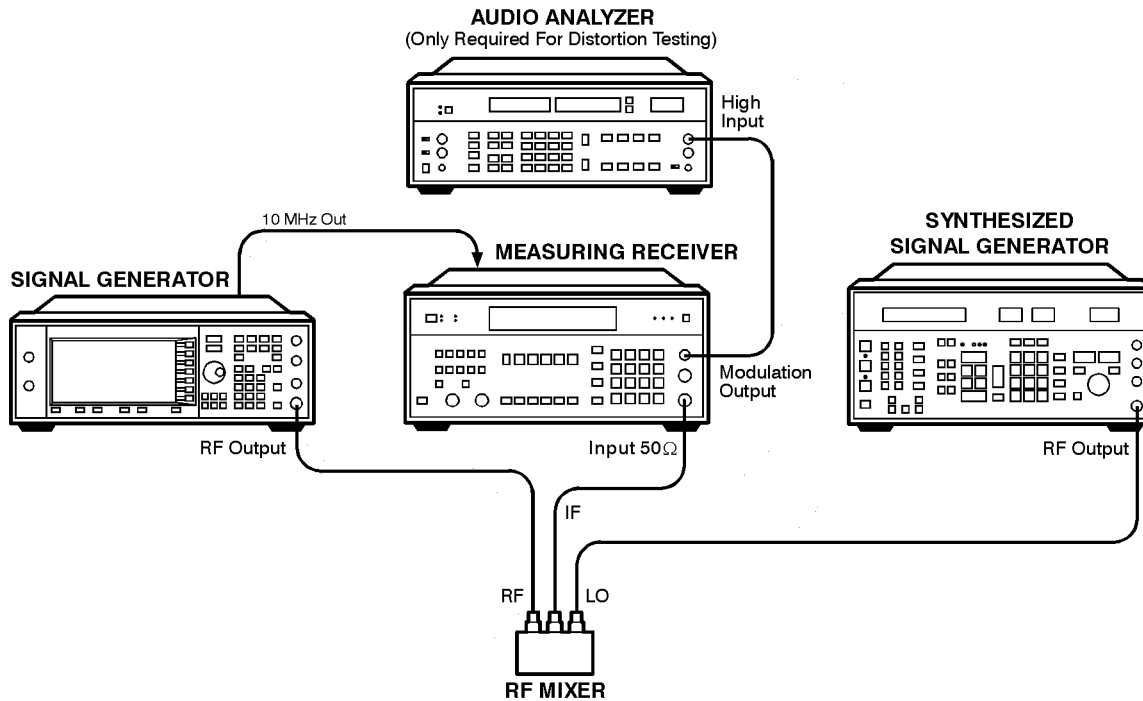 AUDIO ANALYZER
(Only Required For Distortion Testing)
High
Input
10 MHz Out
SYNTHESIZED
SIGNAL GENERATOR
MEASURING RECEIVER
SIGNAL GENERATOR
Modulation
Output
RF Output
Input 50Ω
RF Output
IF
RF
LO
RF MIXER